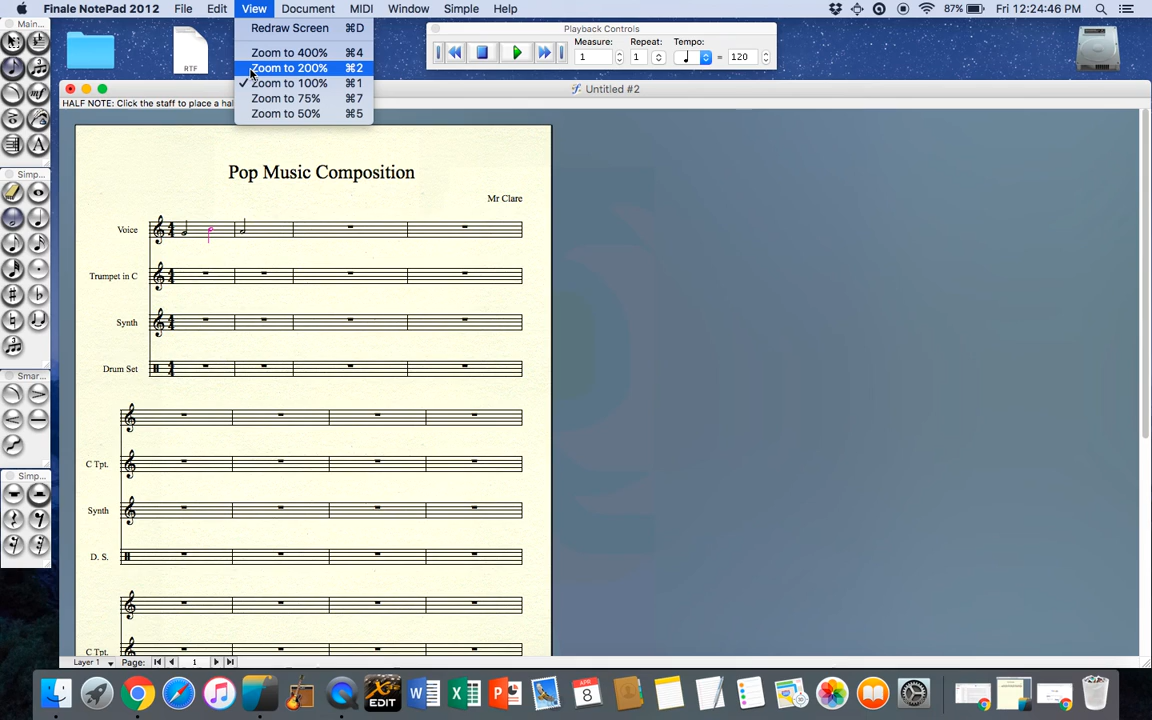 Finale NotePad 2012 File Edit View Document MIDI Window Simple Help 87% Fri 12:24:46 PM
Redraw Screen ⌘D
Zoom to 400% ⌘4
Zoom to 200% ⌘2
✓ Zoom to 100% ⌘1
Zoom to 75% ⌘7
Zoom to 50% ⌘5
Playback Controls
Measure: Repeat: Tempo:
1 1 = 120
Main...
RTF
Untitled #2
HALF NOTE: Click the staff to place a hal
Simp...
Smar...
Simp...
Pop Music Composition
Mr Clare
Voice
Trumpet in C
Synth
Drum Set
C Tpt.
Synth
D. S.
C Tpt.
Layer 1 Page: 1
EDIT
APR
8